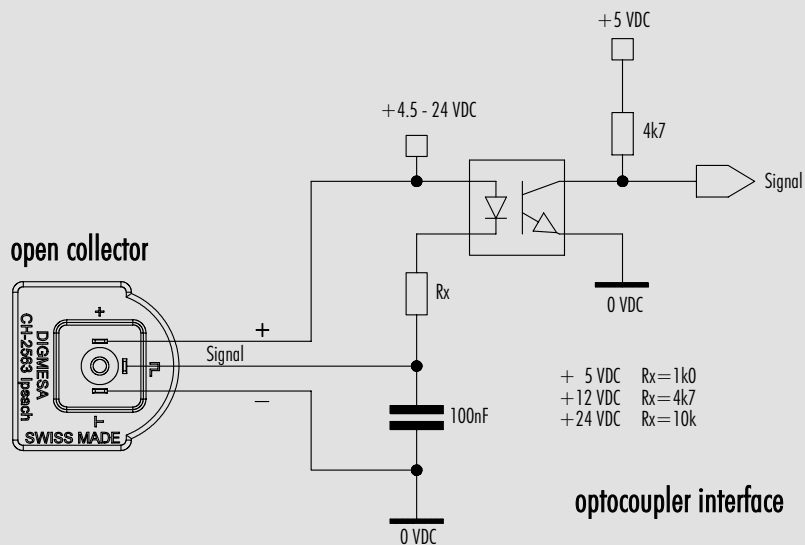 +5 VDC
+4.5 - 24 VDC
4k7
Signal
open collector
0 VDC
Rx
+
+
DIGMESA
CH-2563 Ipsach
SWISS MADE
Signal
–
+ 5 VDC Rx=1k0
+12 VDC Rx=4k7
+24 VDC Rx=10k
100nF
optocoupler interface
0 VDC